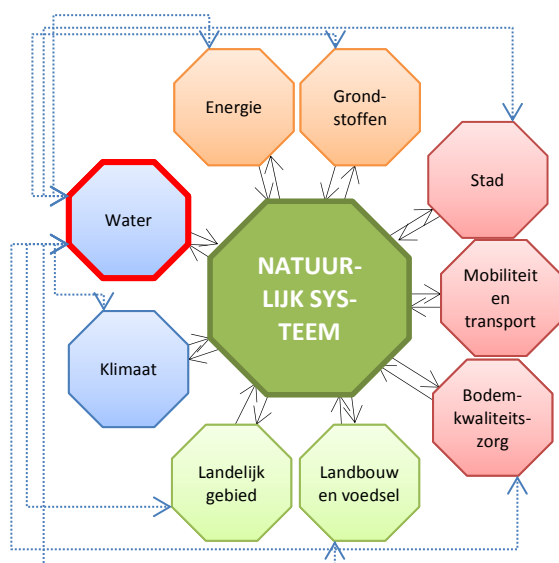 Energie
Grond-
stoffen
Stad
Water
NATUUR-
LIJK SYS-
TEEM
Mobiliteit
en
transport
Klimaat
Bodem-
kwaliteits-
zorg
Landelijk
gebied
Landbouw
en voedsel